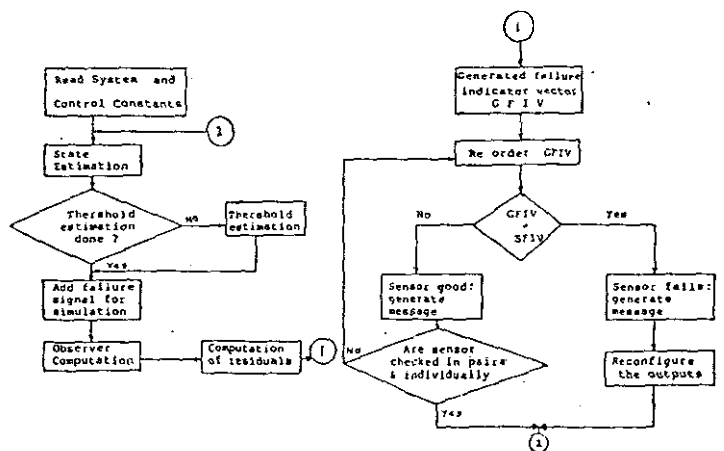 Read System and
Control Constants
1
State
Estimation
Thershold
estimation
done ?
No
Thershold
estimation
Yes
Add failure
signal for
simulation
Observer
Computation
Computation
of residuals
1
Generated failure
indicator vector
G F I V
Re order GFIV
GFIV
SFIV
No
Yes
Sensor good:
generate
message
Sensor fails:
generate
message
Are sensor
checked in pairs
& individually
No
Yes
Reconfigure
the outputs